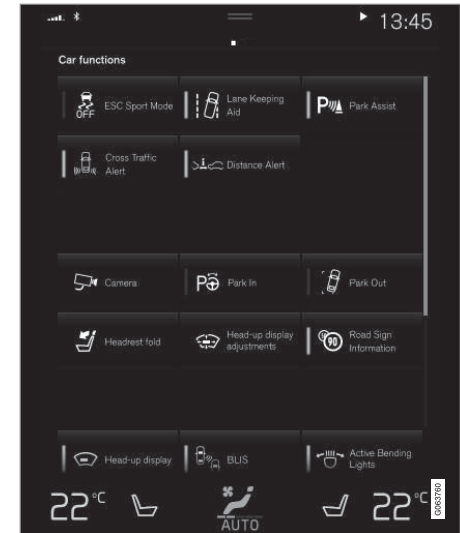 13:45
Car functions
OFF
ESC Sport Mode
Lane Keeping
Aid
P
Park Assist
Cross Traffic
Alert
Distance Alert
Camera
P
Park In
Park Out
Headrest fold
Head-up display
adjustments
90
Road Sign
Information
Head-up display
BLIS
Active Bending
Lights
22°C
AUTO
22°C
G063760